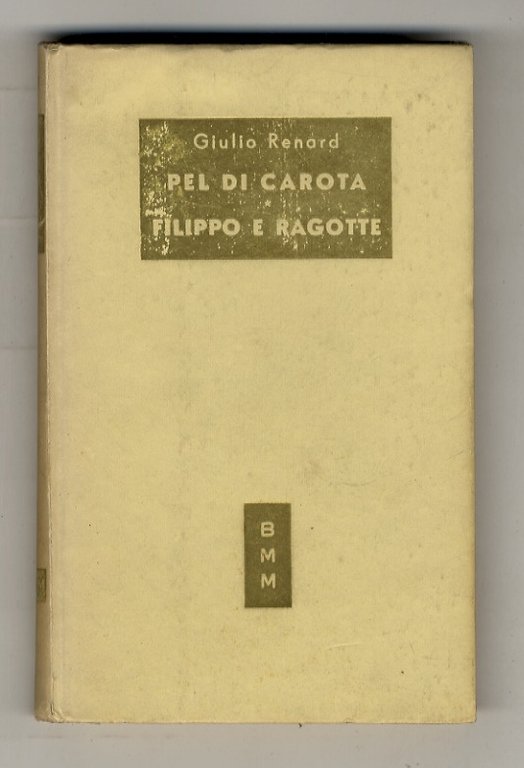 Giulio Renard
PEL DI CAROTA
*
FILIPPO E RAGOTTE
B
M
M